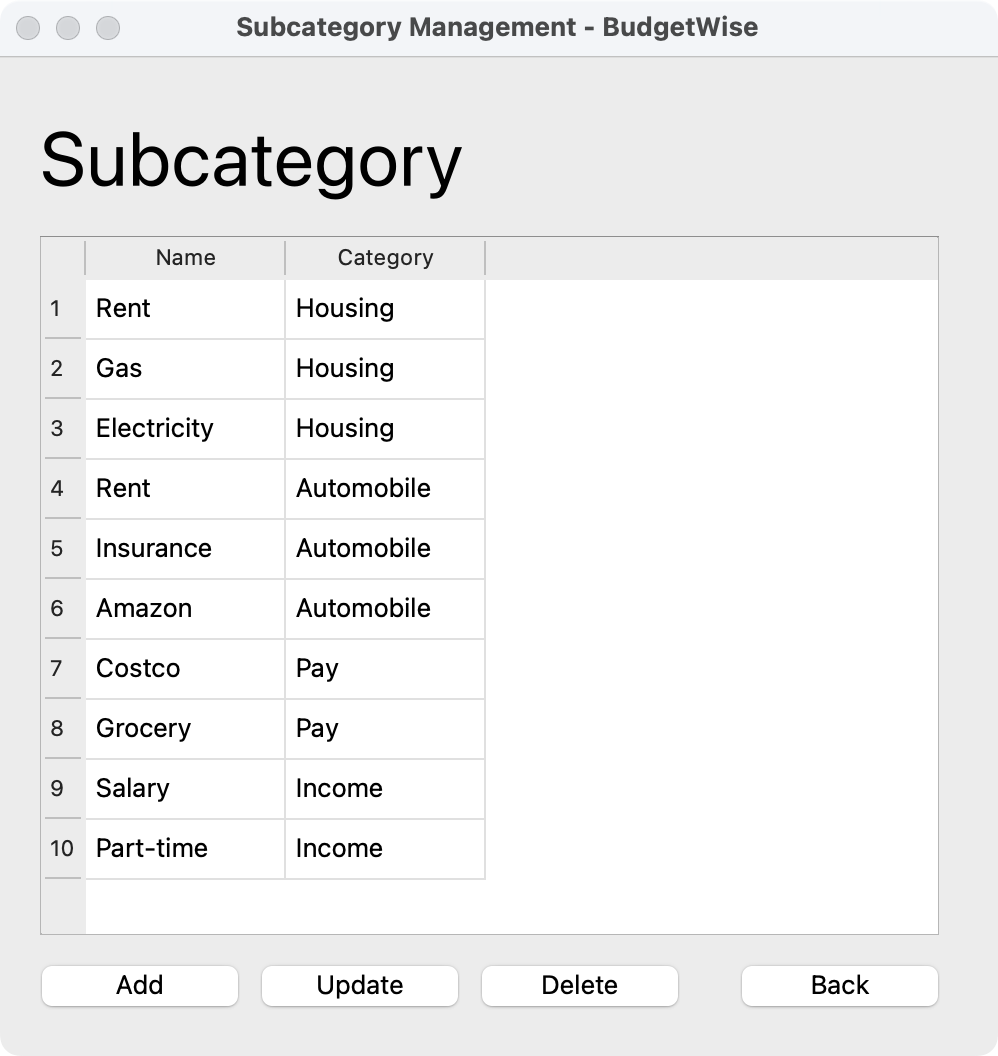 Subcategory Management - BudgetWise
Subcategory
Name Category
1 Rent Housing
2 Gas Housing
3 Electricity Housing
4 Rent Automobile
5 Insurance Automobile
6 Amazon Automobile
7 Costco Pay
8 Grocery Pay
9 Salary Income
10 Part-time Income
Add Update Delete Back